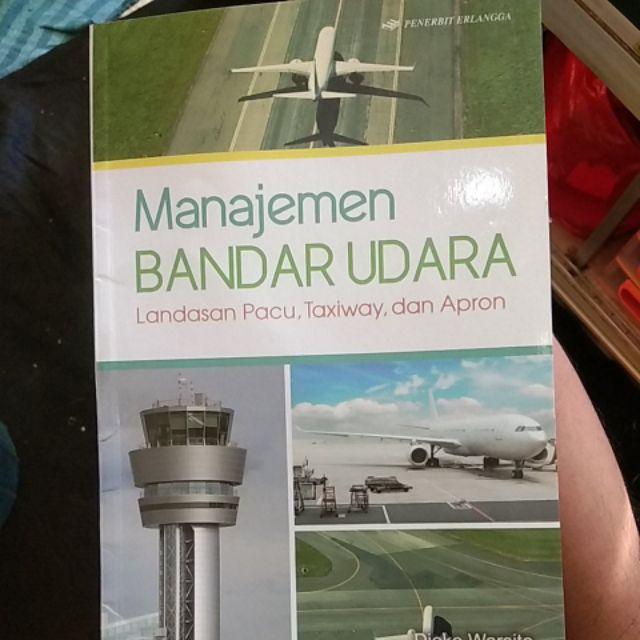 PENERBIT ERLANGGA
Manajemen
BANDAR UDARA
Landasan Pacu, Taxiway, dan Apron